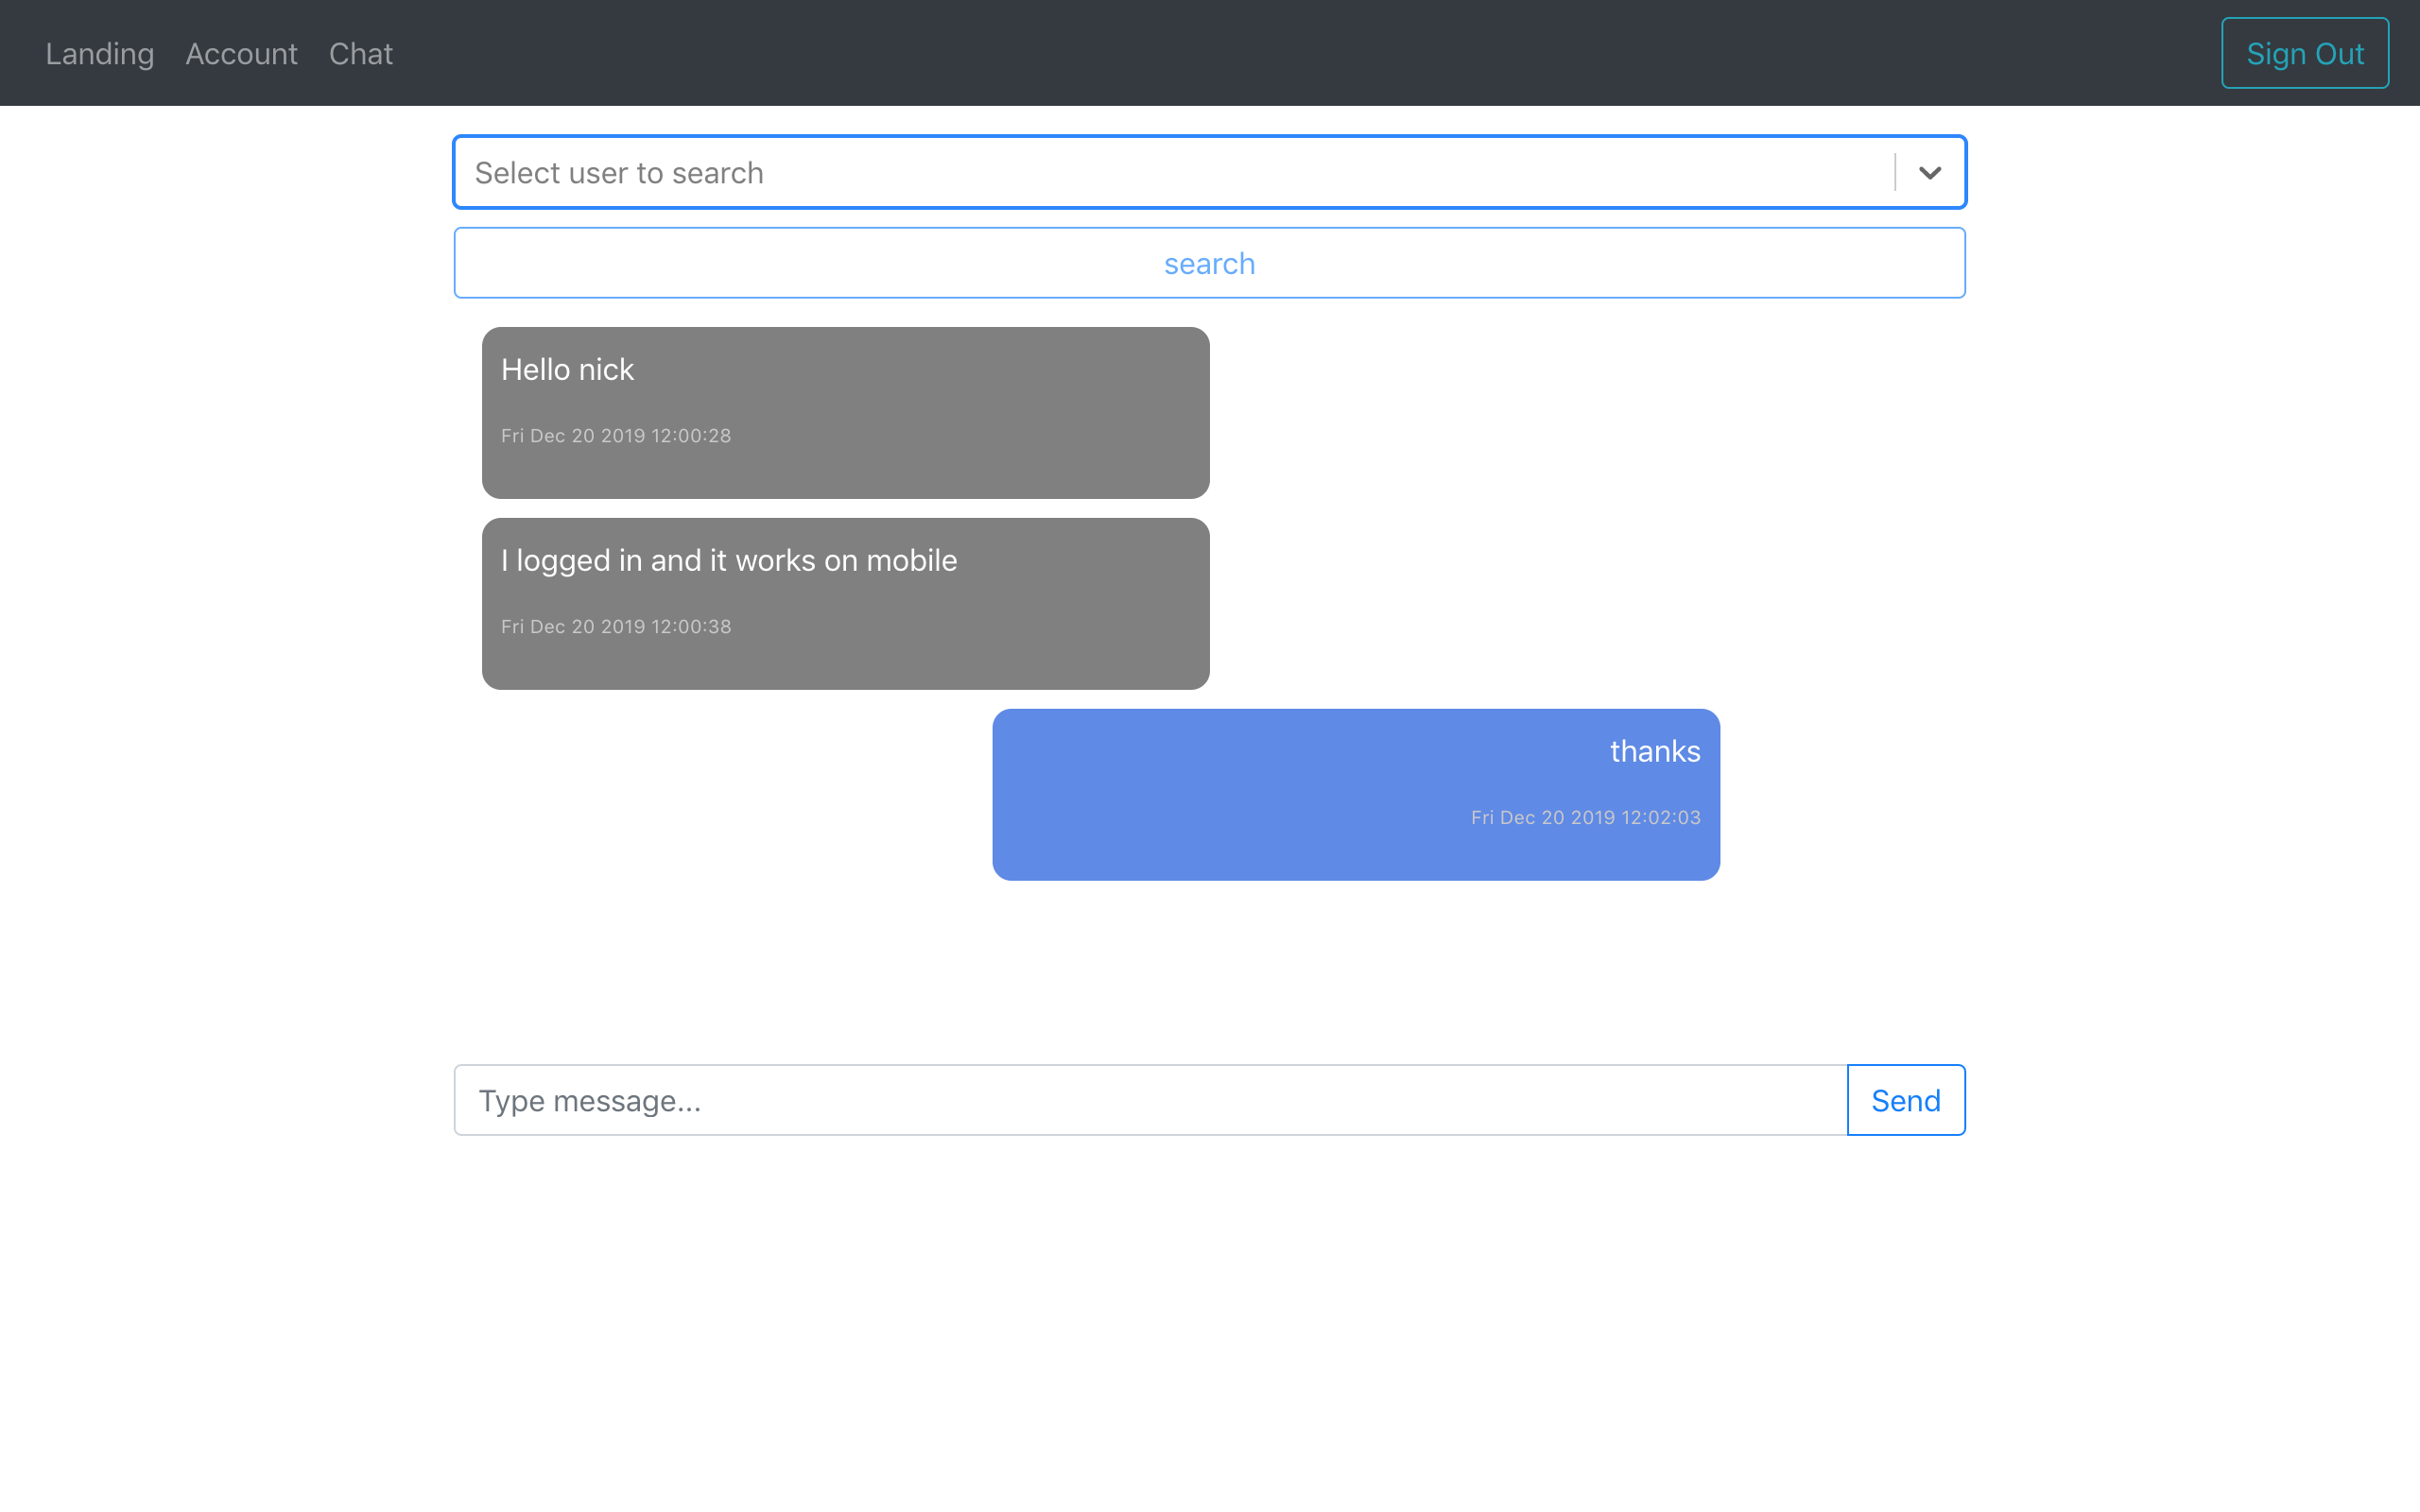 Landing Account Chat Sign Out
Select user to search
search
Hello nick
Fri Dec 20 2019 12:00:28
I logged in and it works on mobile
Fri Dec 20 2019 12:00:38
thanks
Fri Dec 20 2019 12:02:03
Type message...
Send